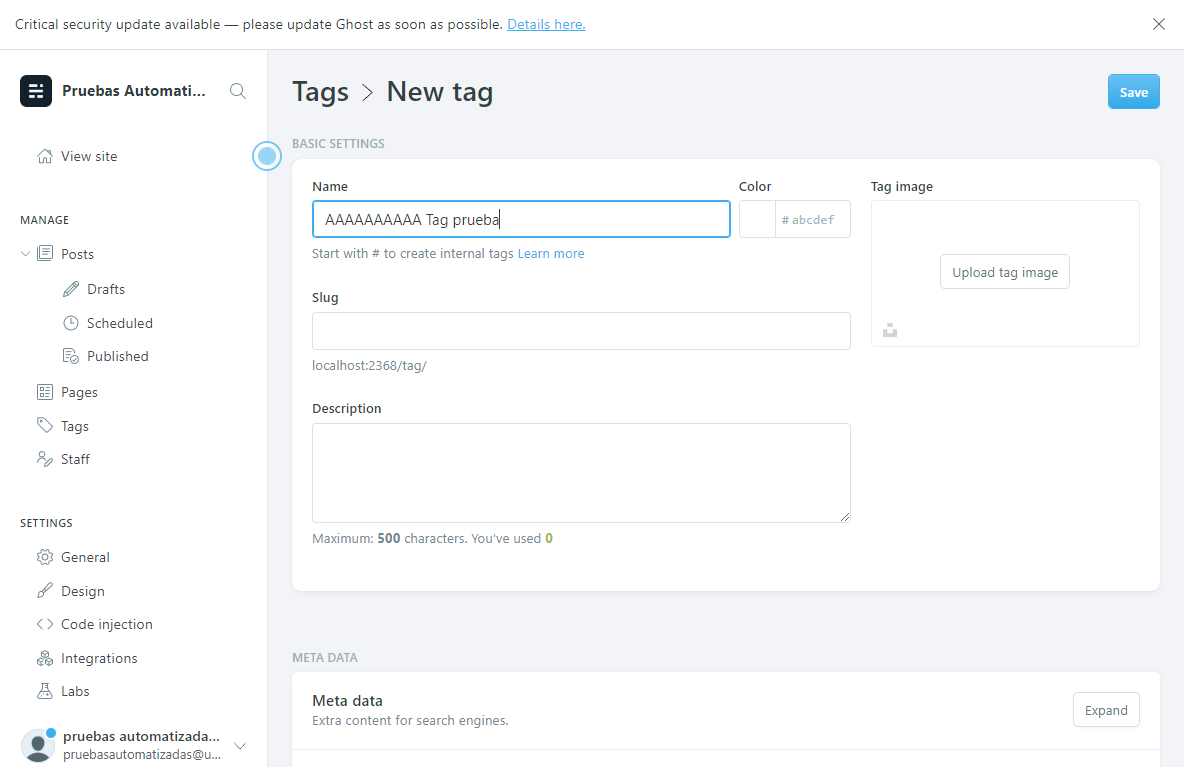 Critical security update available — please update Ghost as soon as possible. Details here.
Pruebas Automati...
View site
MANAGE
Posts
Drafts
Scheduled
Published
Pages
Tags
Staff
SETTINGS
General
Design
Code injection
Integrations
Labs
pruebas automatizada...
pruebasautomatizadas@u...
Tags > New tag
Save
BASIC SETTINGS
Name
AAAAAAAAAA Tag prueba
Start with # to create internal tags Learn more
Color
# abcdef
Tag image
Upload tag image
Slug
localhost:2368/tag/
Description
Maximum: 500 characters. You've used 0
META DATA
Meta data
Extra content for search engines.
Expand